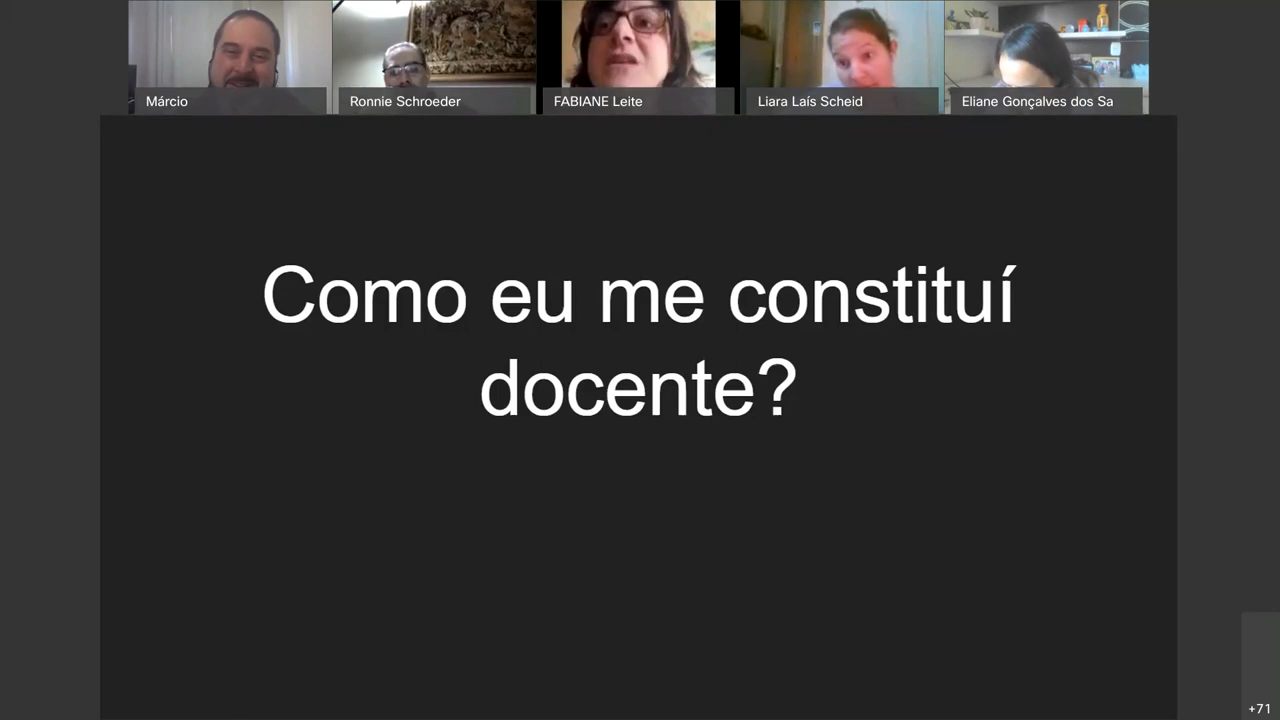 Márcio
Ronnie Schroeder
FABIANE Leite
Liara Laís Scheid
Eliane Gonçalves dos Sa
Como eu me constituí
docente?
+71